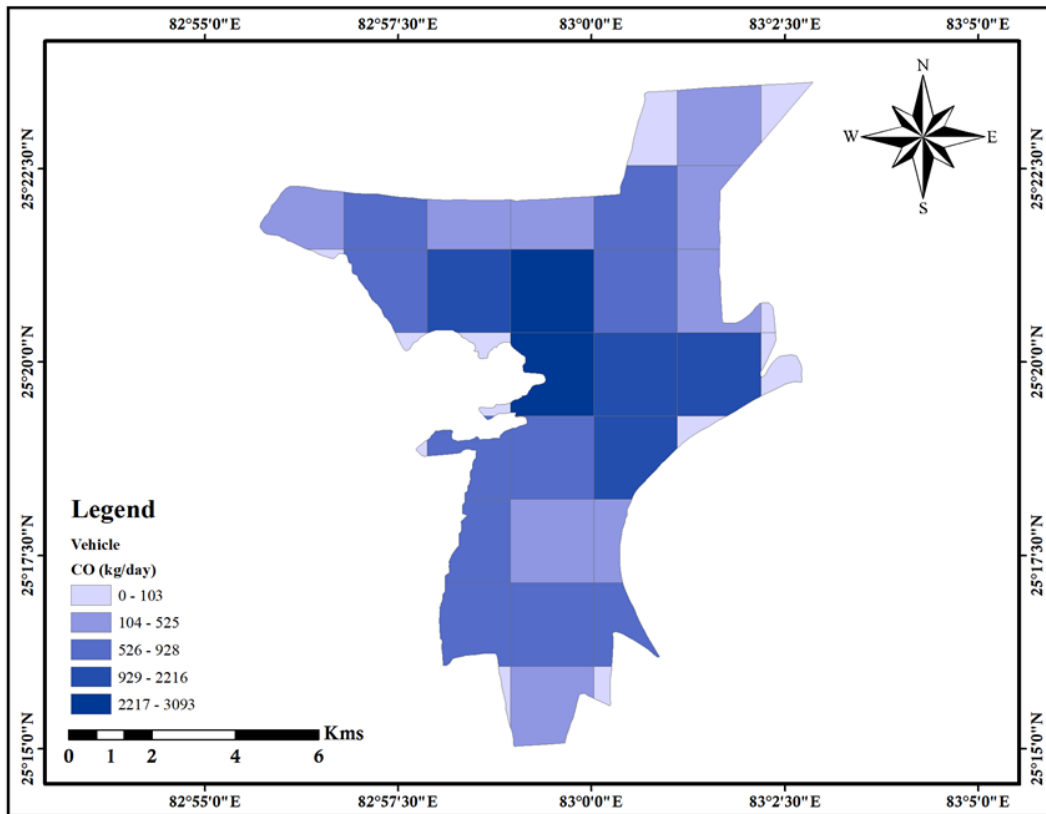 82°55'0"E 82°57'30"E 83°0'0"E 83°2'30"E 83°5'0"E
N
W E
S
25°22'30"N 25°22'30"N
25°20'0"N 25°20'0"N
25°17'30"N 25°17'30"N
25°15'0"N 25°15'0"N
Legend
Vehicle
CO (kg/day)
0 - 103
104 - 525
526 - 928
929 - 2216
2217 - 3093
Kms
0 1 2 4 6
82°55'0"E 82°57'30"E 83°0'0"E 83°2'30"E 83°5'0"E